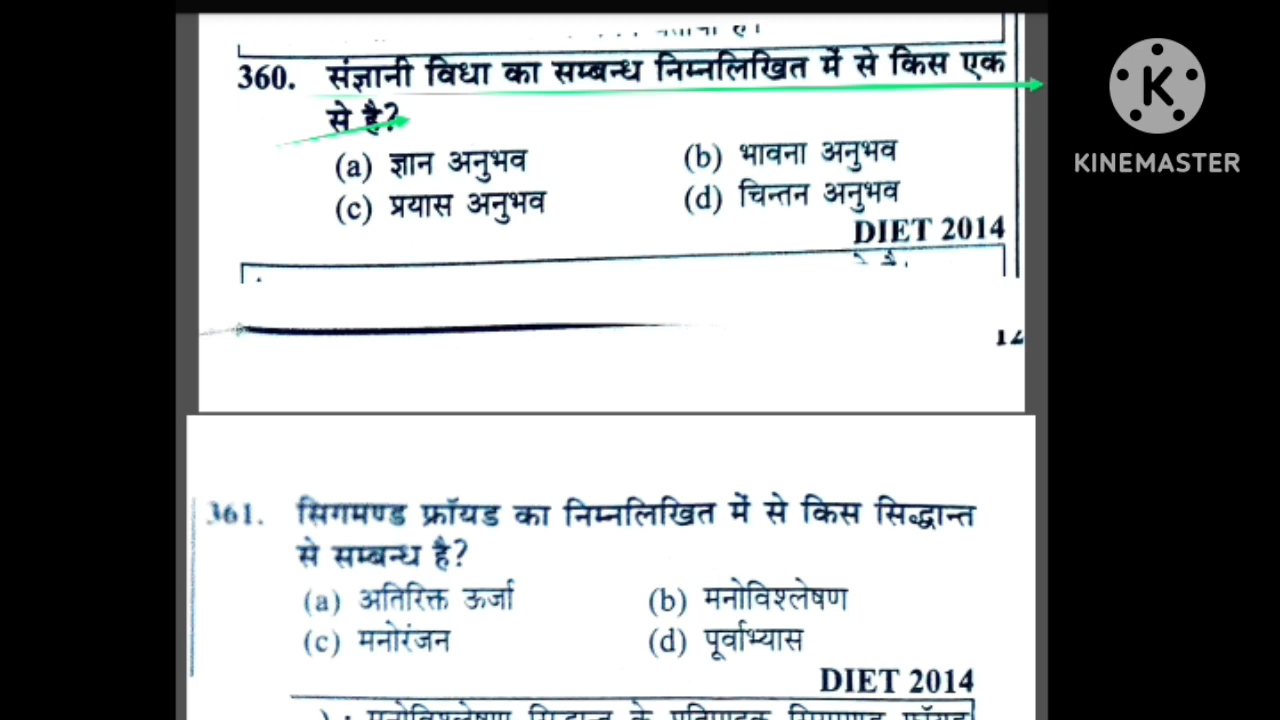 360. संज्ञानी विधा का सम्बन्ध निम्नलिखित में से किस एक
से है?
(a) ज्ञान अनुभव (b) भावना अनुभव
(c) प्रयास अनुभव (d) चिन्तन अनुभव
DIET 2014
KINEMASTER
361. सिगमण्ड फ्रॉयड का निम्नलिखित में से किस सिद्धान्त
से सम्बन्ध है?
(a) अतिरिक्त ऊर्जा (b) मनोविश्लेषण
(c) मनोरंजन (d) पूर्वाभ्यास
DIET 2014